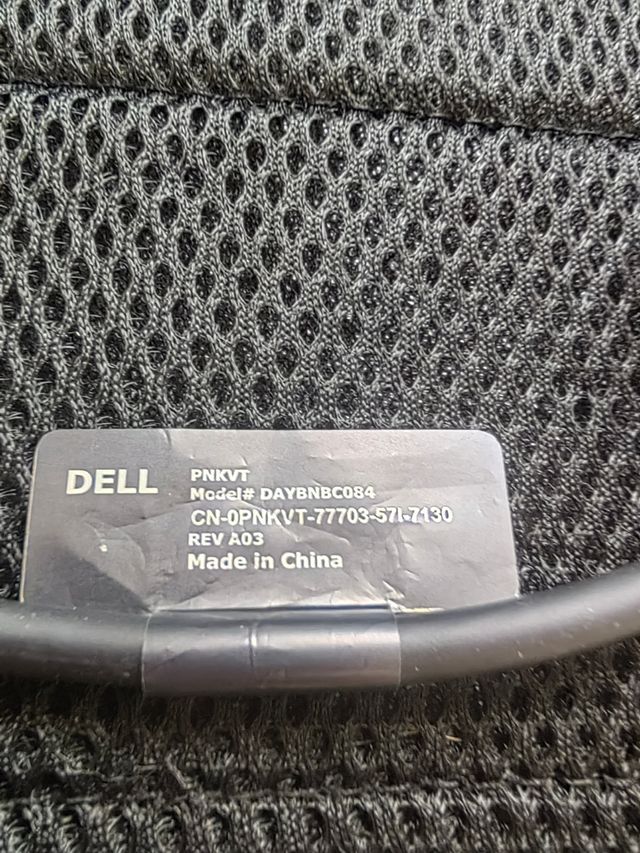 DELL
PNKVT
Model# DAYBNBC084
CN-0PNKVT-77703-57I-7130
REV A03
Made in China